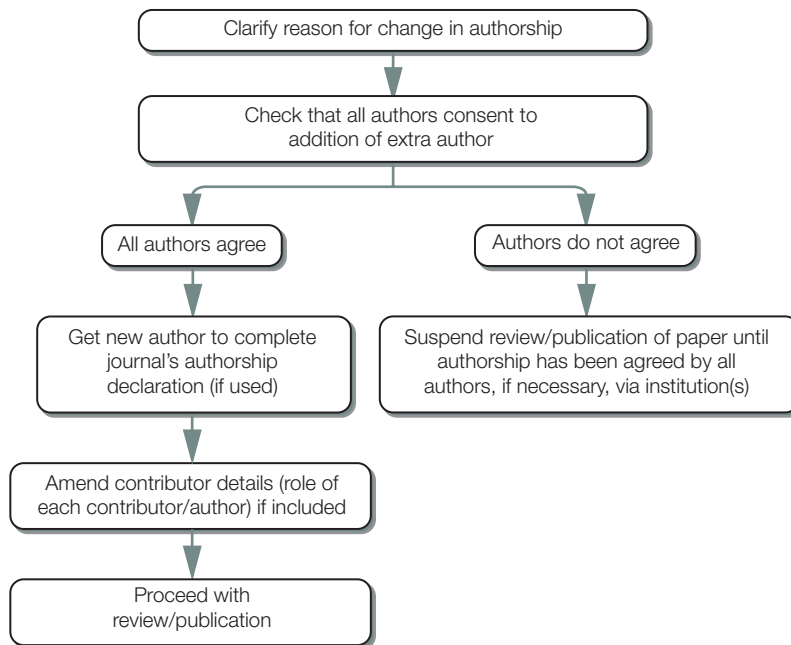 Clarify reason for change in authorship
Check that all authors consent to
addition of extra author
All authors agree
Authors do not agree
Get new author to complete
journal’s authorship
declaration (if used)
Suspend review/publication of paper until
authorship has been agreed by all
authors, if necessary, via institution(s)
Amend contributor details (role of
each contributor/author) if included
Proceed with
review/publication